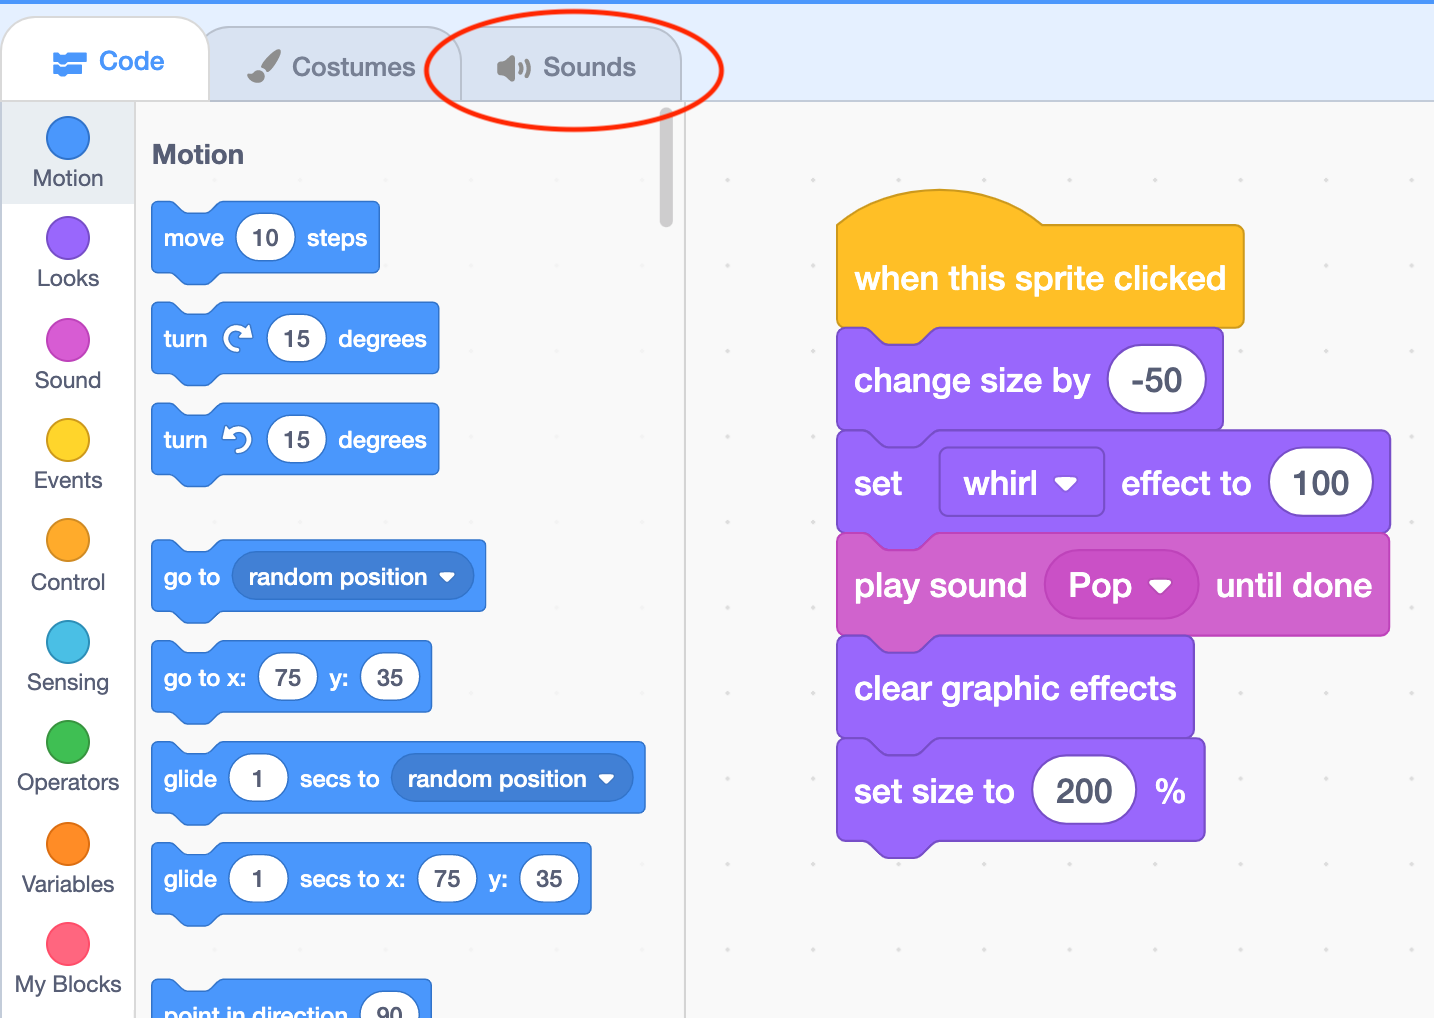 Code
Costumes
Sounds
Motion
Looks
Sound
Events
Control
Sensing
Operators
Variables
My Blocks
Motion
move 10 steps
turn 15 degrees
turn 15 degrees
go to random position
go to x: 75 y: 35
glide 1 secs to random position
glide 1 secs to x: 75 y: 35
point in direction 90
when this sprite clicked
change size by -50
set whirl effect to 100
play sound Pop until done
clear graphic effects
set size to 200 %